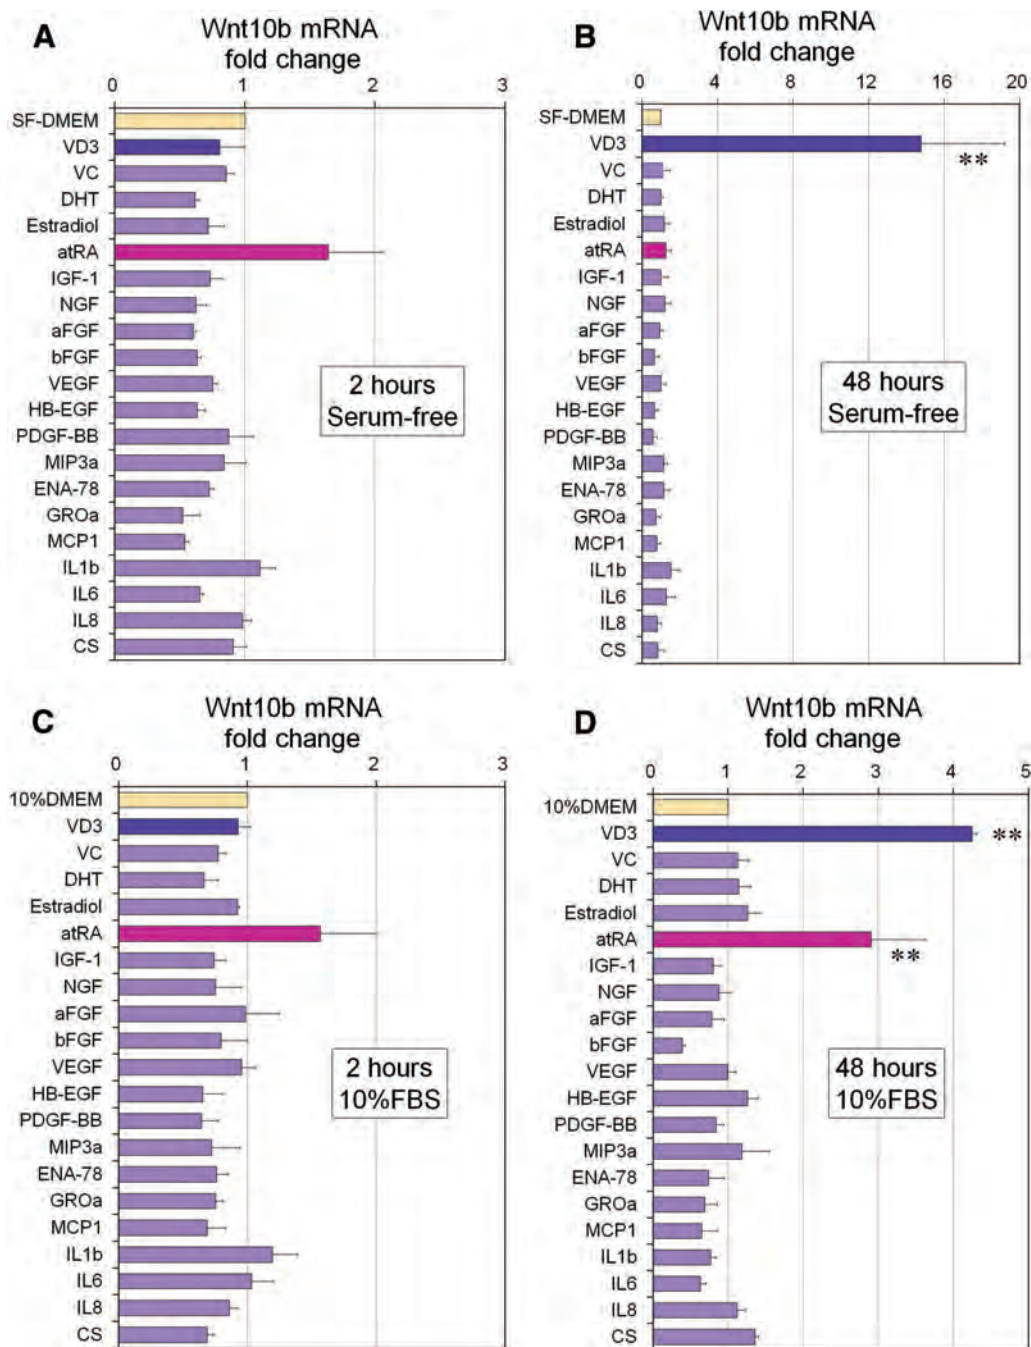 A
Wnt10b mRNA
fold change
0 1 2 3
SF-DMEM
VD3
VC
DHT
Estradiol
atRA
IGF-1
NGF
aFGF
bFGF
VEGF
HB-EGF
PDGF-BB
MIP3a
ENA-78
GROa
MCP1
IL1b
IL6
IL8
CS
2 hours
Serum-free
B
Wnt10b mRNA
fold change
0 4 8 12 16 20
SF-DMEM
VD3
**
VC
DHT
Estradiol
atRA
IGF-1
NGF
aFGF
bFGF
VEGF
HB-EGF
PDGF-BB
MIP3a
ENA-78
GROa
MCP1
IL1b
IL6
IL8
CS
48 hours
Serum-free
C
Wnt10b mRNA
fold change
0 1 2 3
10%DMEM
VD3
VC
DHT
Estradiol
atRA
IGF-1
NGF
aFGF
bFGF
VEGF
HB-EGF
PDGF-BB
MIP3a
ENA-78
GROa
MCP1
IL1b
IL6
IL8
CS
2 hours
10%FBS
D
Wnt10b mRNA
fold change
0 1 2 3 4 5
10%DMEM
VD3 **
VC
DHT
Estradiol
atRA
**
IGF-1
NGF
aFGF
bFGF
VEGF
HB-EGF
PDGF-BB
MIP3a
ENA-78
GROa
MCP1
IL1b
IL6
IL8
CS
48 hours
10%FBS